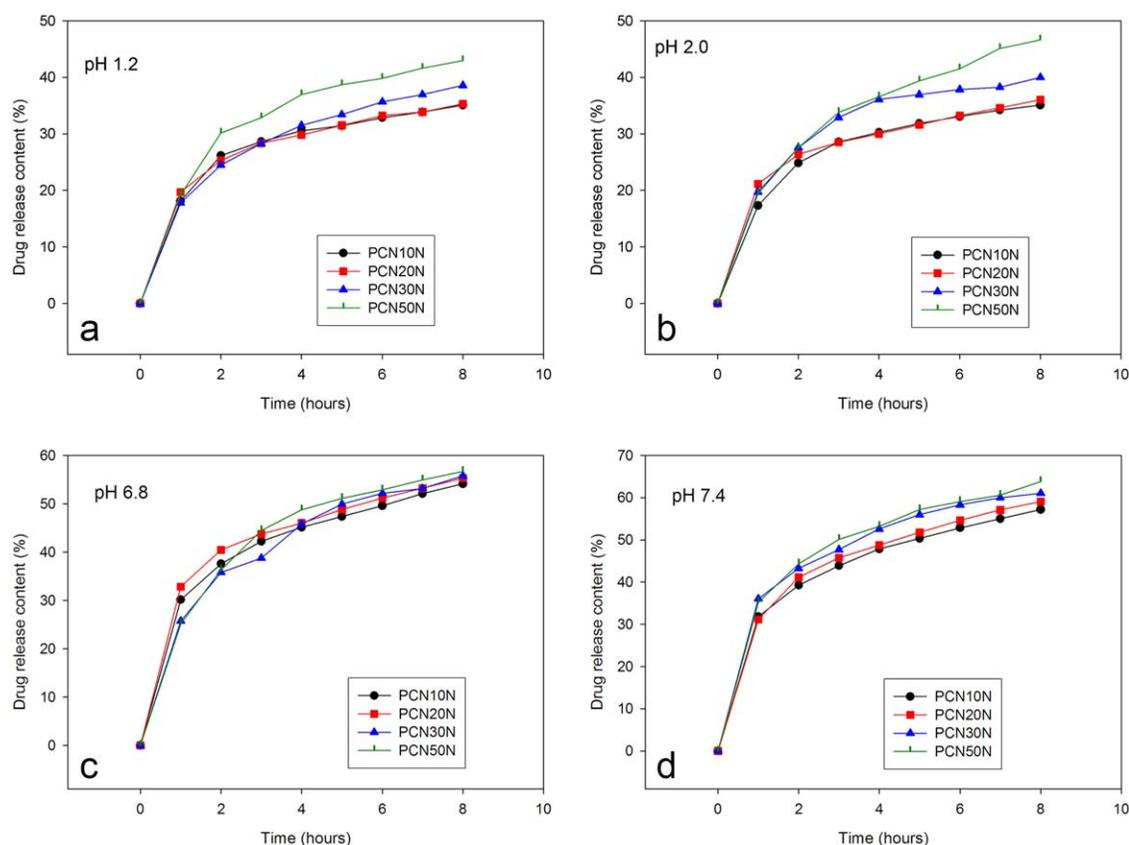 50
40
30
20
10
0
Drug release content (%)
pH 1.2
PCN10N
PCN20N
PCN30N
PCN50N
a
0 2 4 6 8 10
Time (hours)
50
40
30
20
10
0
Drug release content (%)
pH 2.0
PCN10N
PCN20N
PCN30N
PCN50N
b
0 2 4 6 8 10
Time (hours)
60
50
40
30
20
10
0
Drug release content (%)
pH 6.8
PCN10N
PCN20N
PCN30N
PCN50N
c
0 2 4 6 8 10
Time (hours)
70
60
50
40
30
20
10
0
Drug release content (%)
pH 7.4
PCN10N
PCN20N
PCN30N
PCN50N
d
0 2 4 6 8 10
Time (hours)